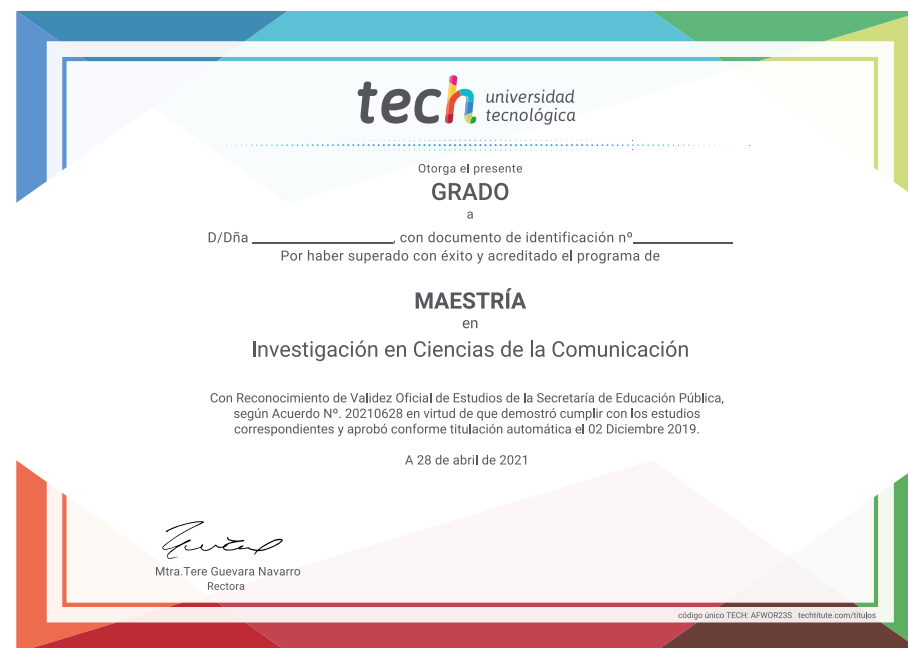 tech universidad
tecnológica
Otorga el presente
GRADO
a
D/Dña ____________________, con documento de identificación nº______________
Por haber superado con éxito y acreditado el programa de
MAESTRÍA
en
Investigación en Ciencias de la Comunicación
Con Reconocimiento de Validez Oficial de Estudios de la Secretaría de Educación Pública,
según Acuerdo Nº. 20210628 en virtud de que demostró cumplir con los estudios
correspondientes y aprobó conforme titulación automática el 02 Diciembre 2019.
A 28 de abril de 2021
Mtra.Tere Guevara Navarro
Rectora
código único TECH: AFWOR23S techtitute.com/titulos